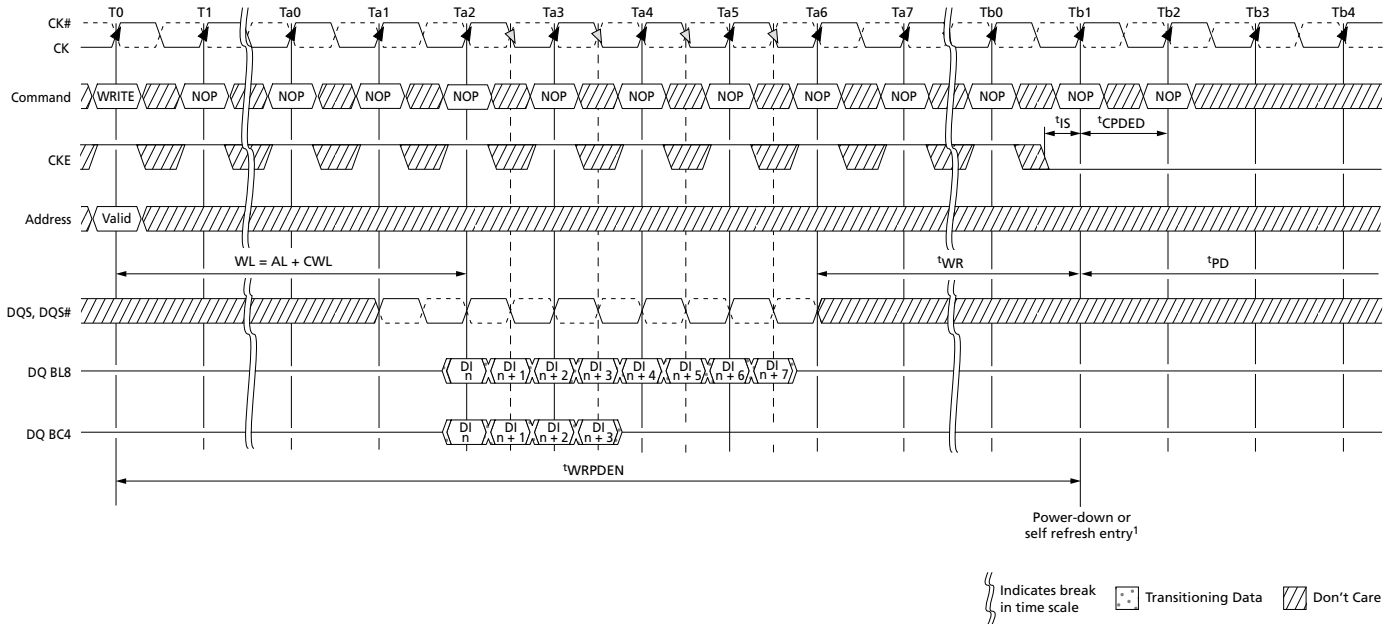 T0 T1 Ta0 Ta1 Ta2 Ta3 Ta4 Ta5 Ta6 Ta7 Tb0 Tb1 Tb2 Tb3 Tb4
CK#
CK
Command WRITE NOP NOP NOP NOP NOP NOP NOP NOP NOP NOP NOP NOP
tIS tCPDED
CKE
Address Valid
WL = AL + CWL tWR tPD
DQS, DQS#
DQ BL8 DI n DI n + 1 DI n + 2 DI n + 3 DI n + 4 DI n + 5 DI n + 6 DI n + 7
DQ BC4 DI n DI n + 1 DI n + 2 DI n + 3
tWRPDEN
Power-down or
self refresh entry1
Indicates break
in time scale
Transitioning Data
Don't Care